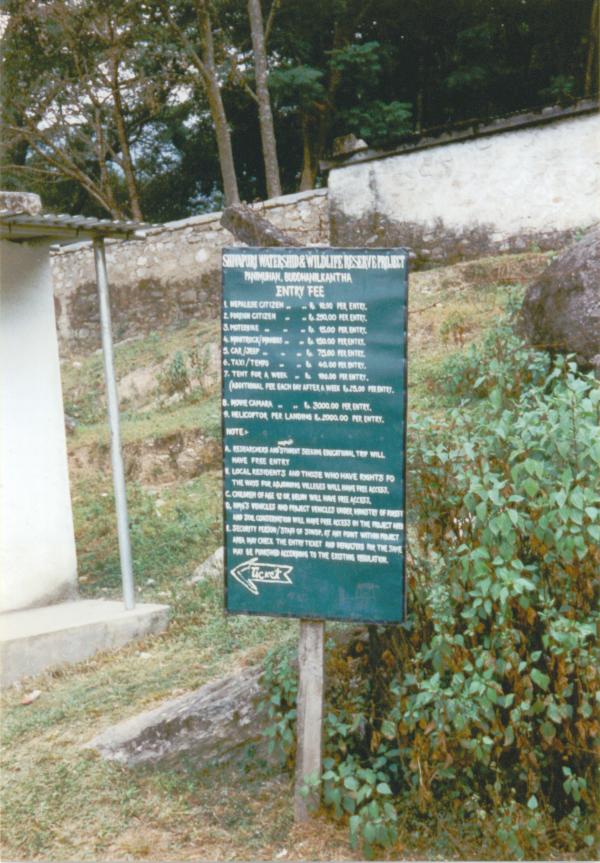 SHIVAPURI WATERSHID & WILDLIFE RESERVE PROJECT
PANIMUHAN, BUDDHANILKANTHA
ENTRY FEE
1. NEPALESE CITIZEN " " ₨. 10.00 PER ENTRY.
2. FOREIGN CITIZEN " " ₨. 250.00 PER ENTRY.
3. MOTERBIKE " " ₨. 15.00 PER ENTRY.
4. MINITRUCK/MINIBUS " ₨. 150.00 PER ENTRY.
5. CAR/JEEP " " " ₨. 75.00 PER ENTRY.
6. TAXI/TEMPO " " ₨. 40.00 PER ENTRY.
7. TENT FOR A WEEK " ₨. 100.00 PER ENTRY.
(ADDITIONAL FEE EACH DAY AFTER A WEEK ₨. 25.00 PER ENTRY.
8. MOVIE CAMARA " " ₨. 3000.00 PER ENTRY.
9. HELICOPTOR PER LANDING ₨. 2000.00 PER ENTRY.
NOTE:-
A. RESEARCHERS AND STUDENT SEEKING EDUCATIONAL TRIP WILL
HAVE FREE ENTRY
B. LOCAL RESIDENTS AND THOSE WHO HAVE RIGHTS TO
THE WAYS FOR ADJOINING VILLEGES WILL HAVE FREE ACCESS.
C. CHILDREN OF AGE 12 OR BELOW WILL HAVE FREE ACCESS.
D. HMG'S VEHICLES AND PROJECT VEHICLES UNDER MINISTRY OF FOREST
AND SOIL CONSERVATION WILL HAVE FREE ACCESS IN THE PROJECT AREA
E. SECURITY PERSON/STAFF OF AT ANY POINT WITHIN PROJECT
AREA MAY CHECK THE ENTRY TICKET AND DEFAULTERS FOR THE SAME
MAY BE PUNISHED ACCORDING TO THE EXISTING REGULATION.
Ticket